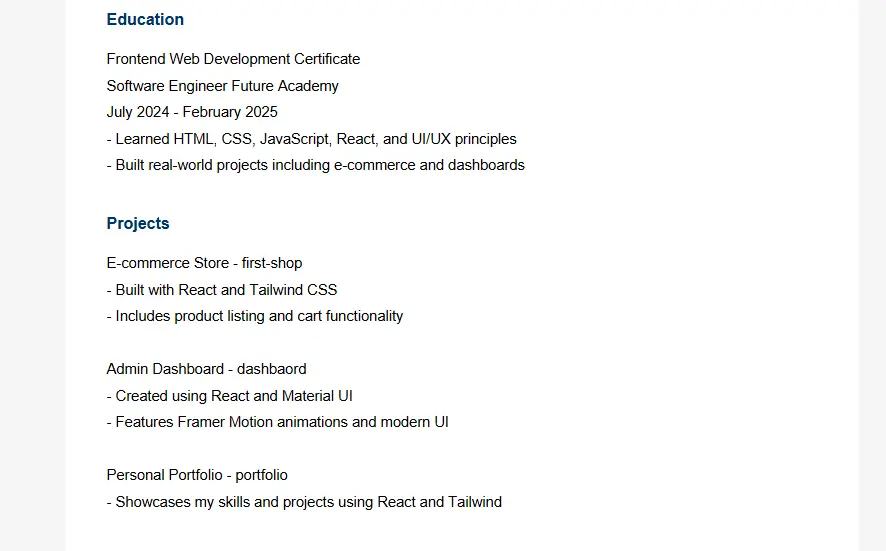 Education
Frontend Web Development Certificate
Software Engineer Future Academy
July 2024 - February 2025
- Learned HTML, CSS, JavaScript, React, and UI/UX principles
- Built real-world projects including e-commerce and dashboards
Projects
E-commerce Store - first-shop
- Built with React and Tailwind CSS
- Includes product listing and cart functionality
Admin Dashboard - dashbaord
- Created using React and Material UI
- Features Framer Motion animations and modern UI
Personal Portfolio - portfolio
- Showcases my skills and projects using React and Tailwind